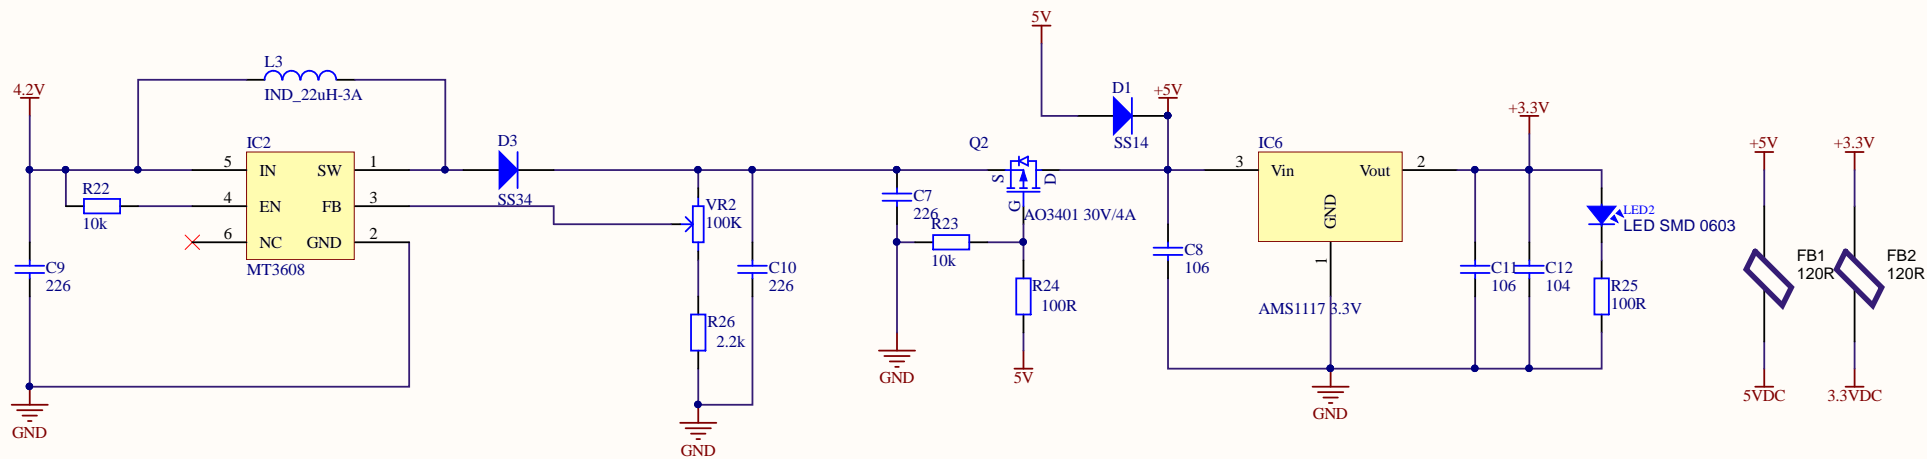 5V
L3
IND_22uH-3A
4.2V
D1
+5V
SS14
+3.3V
IC2
D3
Q2
IC6
+5V
+3.3V
5
IN
SW
1
SS34
S
D
3
Vin
Vout
2
R22
10k
4
EN
FB
3
VR2
100K
C7
226
G
AO3401 30V/4A
GND
LED2
LED SMD 0603
6
NC
GND
2
R23
10k
MT3608
C9
226
C10
226
C8
106
1
C11
106
C12
104
FB1
120R
FB2
120R
R24
100R
R25
100R
AMS1117 3.3V
R26
2.2k
GND
5V
GND
GND
GND
5VDC
3.3VDC